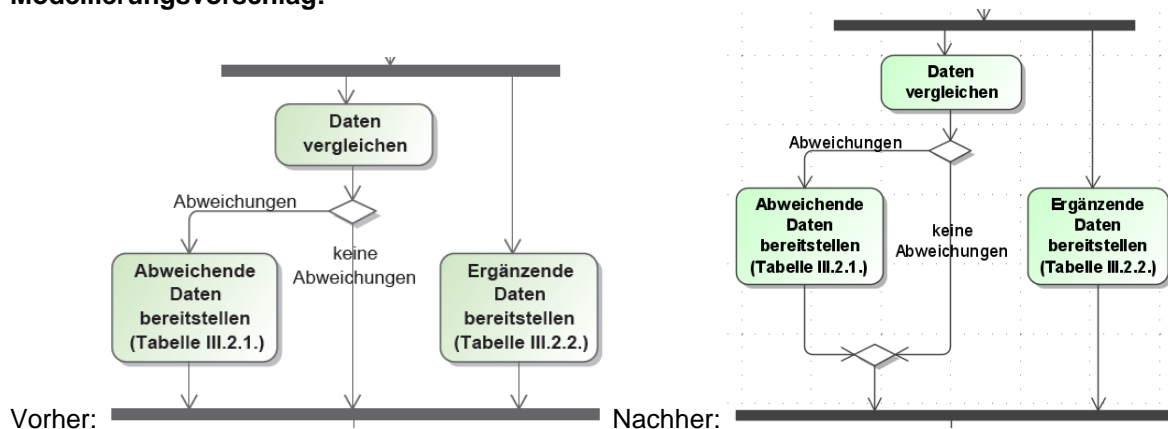 Modellierungsvorschlag:
Daten
vergleichen
Abweichungen
keine
Abweichungen
Abweichende
Daten
bereitstellen
(Tabelle III.2.1.)
Ergänzende
Daten
bereitstellen
(Tabelle III.2.2.)
Vorher:
Daten
vergleichen
Abweichungen
keine
Abweichungen
Abweichende
Daten
bereitstellen
(Tabelle III.2.1.)
Ergänzende
Daten
bereitstellen
(Tabelle III.2.2.)
Nachher: